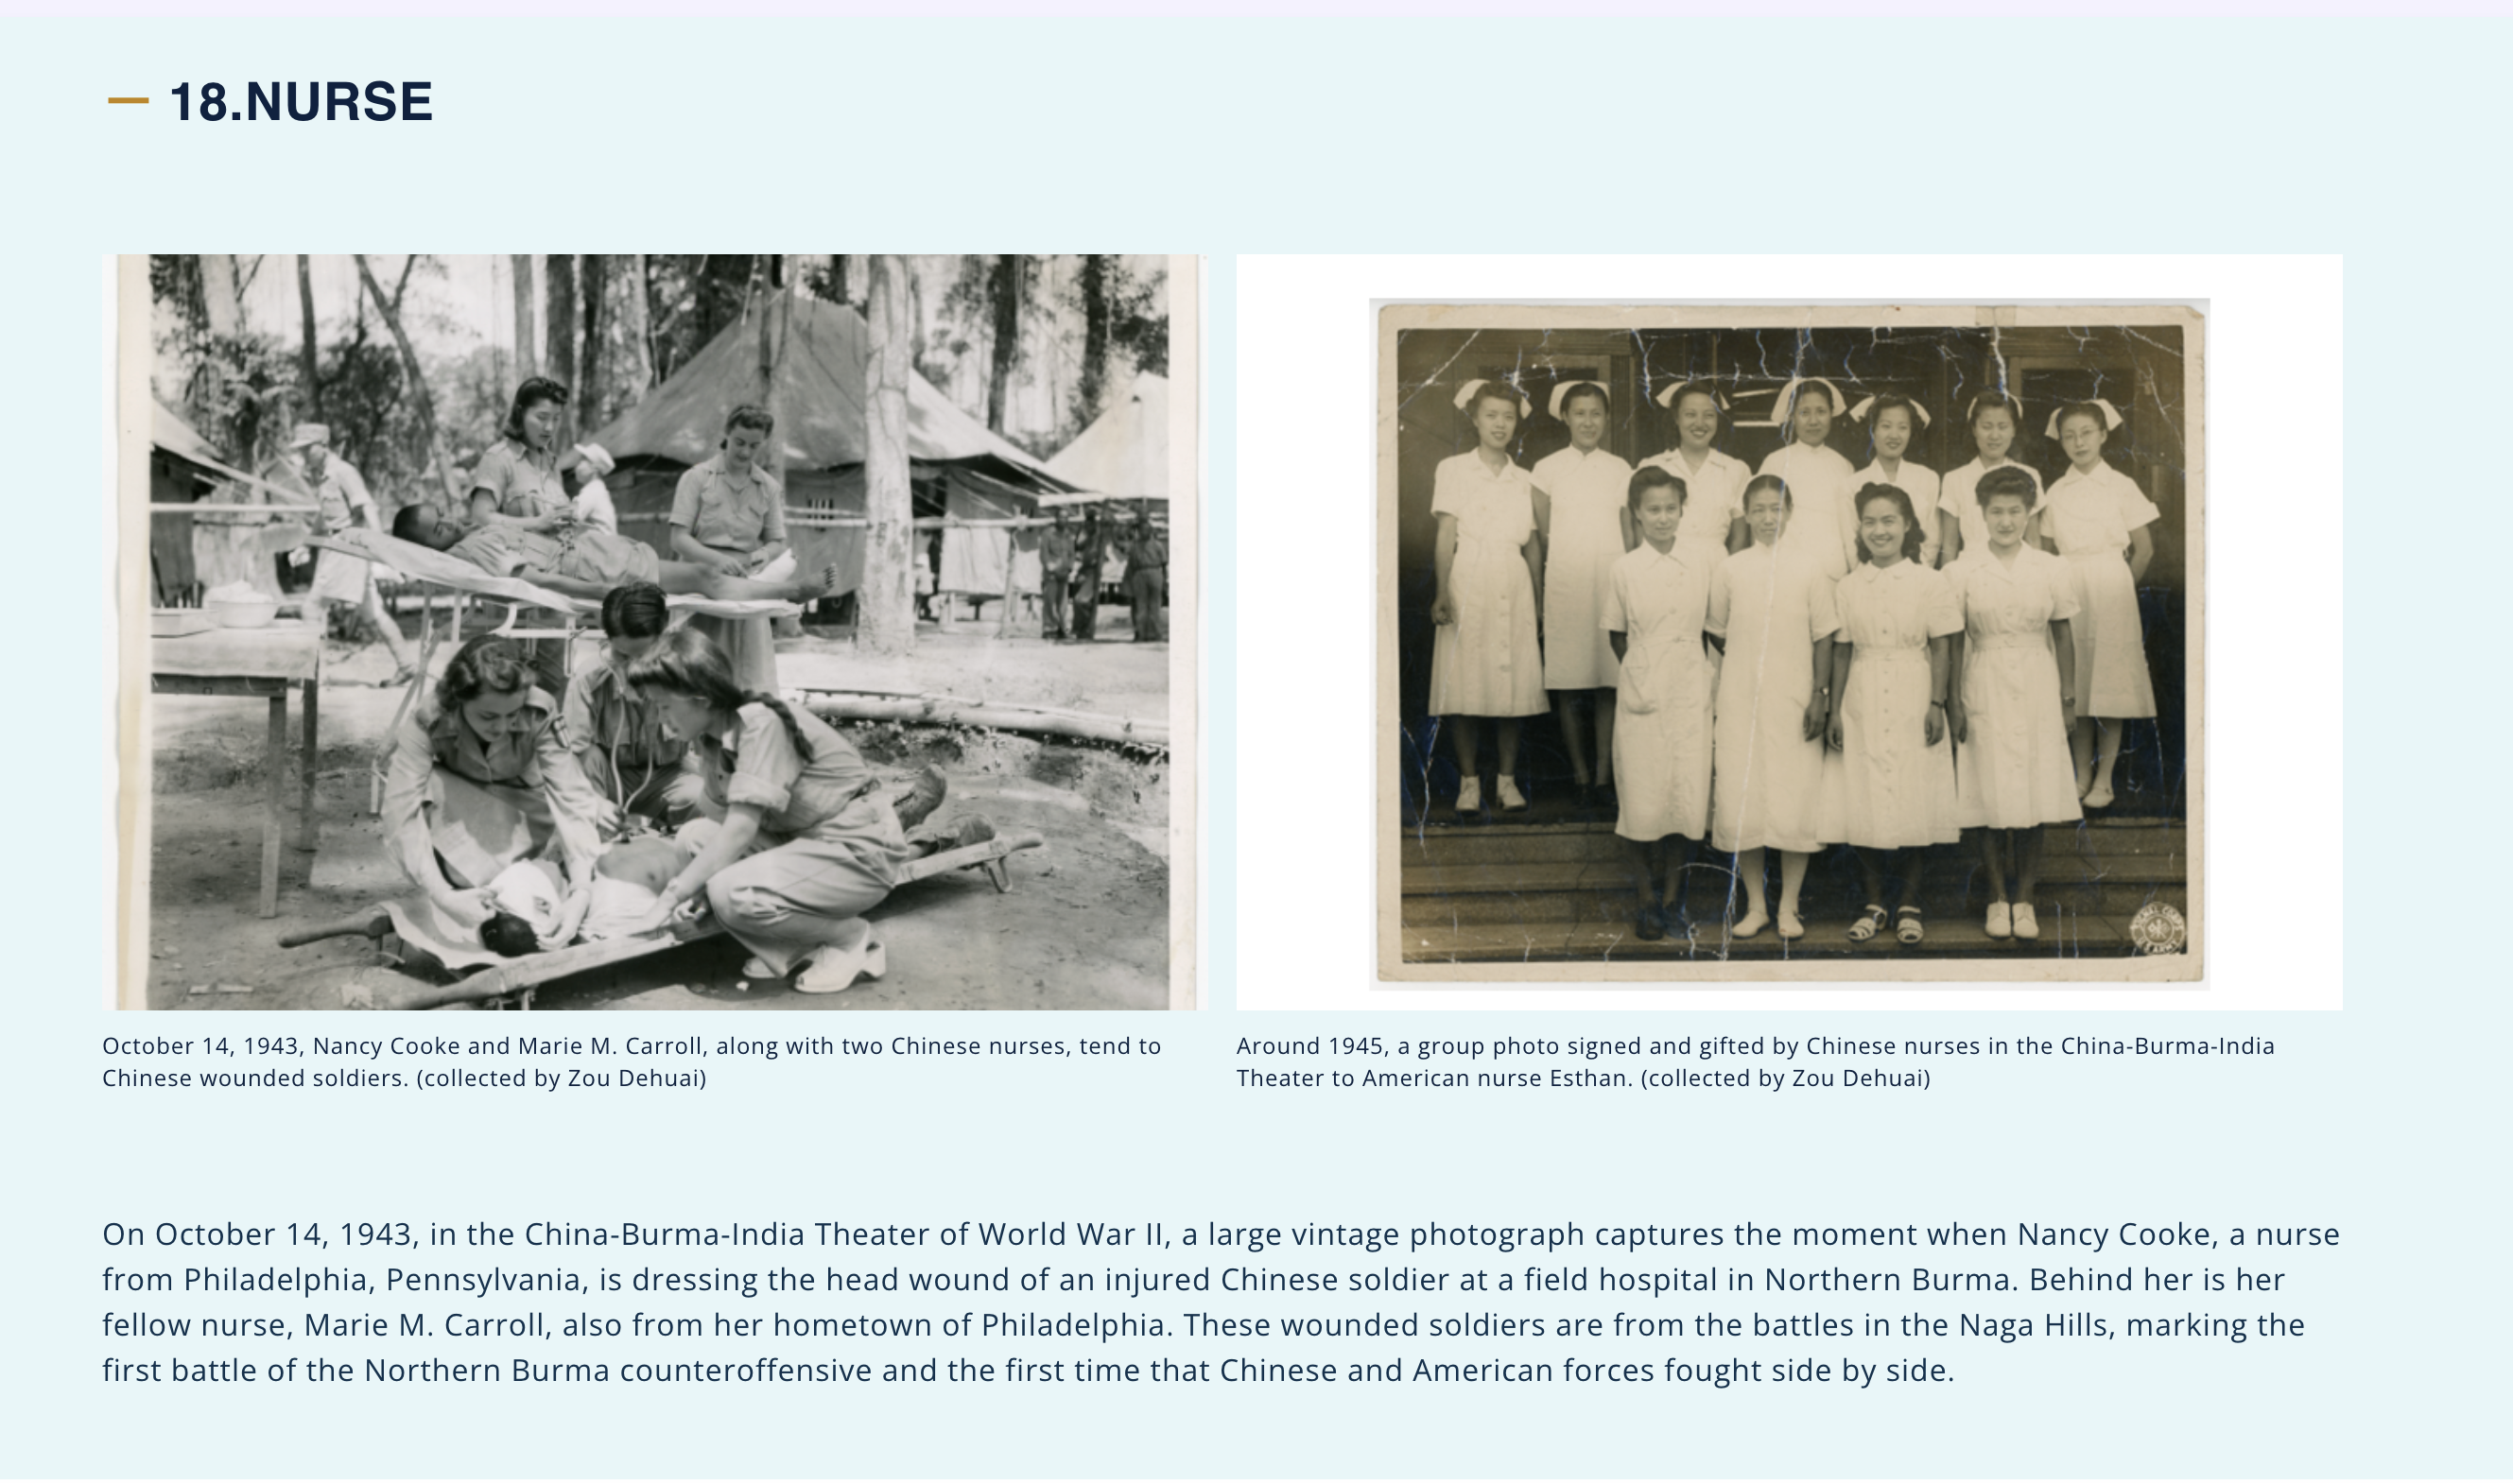 18.NURSE
October 14, 1943, Nancy Cooke and Marie M. Carroll, along with two Chinese nurses, tend to
Chinese wounded soldiers. (collected by Zou Dehuai)
Around 1945, a group photo signed and gifted by Chinese nurses in the China-Burma-India
Theater to American nurse Esthan. (collected by Zou Dehuai)
On October 14, 1943, in the China-Burma-India Theater of World War II, a large vintage photograph captures the moment when Nancy Cooke, a nurse
from Philadelphia, Pennsylvania, is dressing the head wound of an injured Chinese soldier at a field hospital in Northern Burma. Behind her is her
fellow nurse, Marie M. Carroll, also from her hometown of Philadelphia. These wounded soldiers are from the battles in the Naga Hills, marking the
first battle of the Northern Burma counteroffensive and the first time that Chinese and American forces fought side by side.